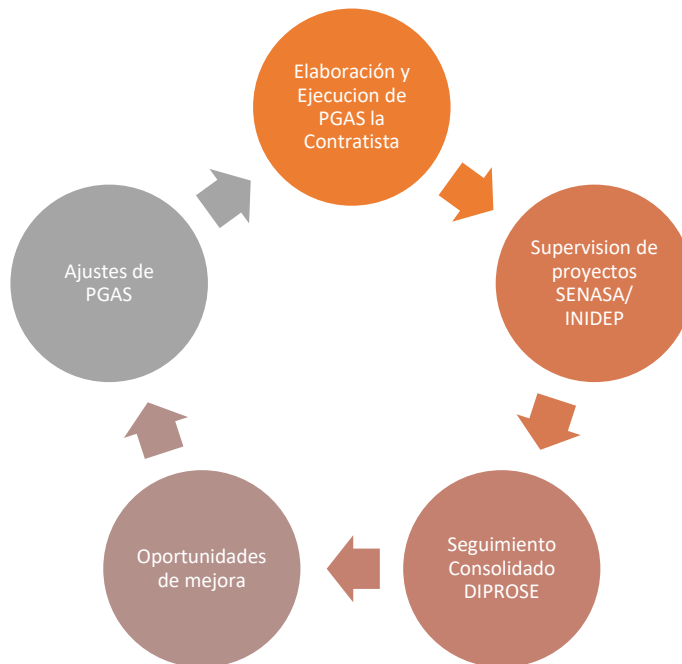 Elaboración y
Ejecucion de
PGAS la
Contratista
Supervision de
proyectos
SENASA/
INIDEP
Seguimiento
Consolidado
DIPROSE
Oportunidades
de mejora
Ajustes de
PGAS